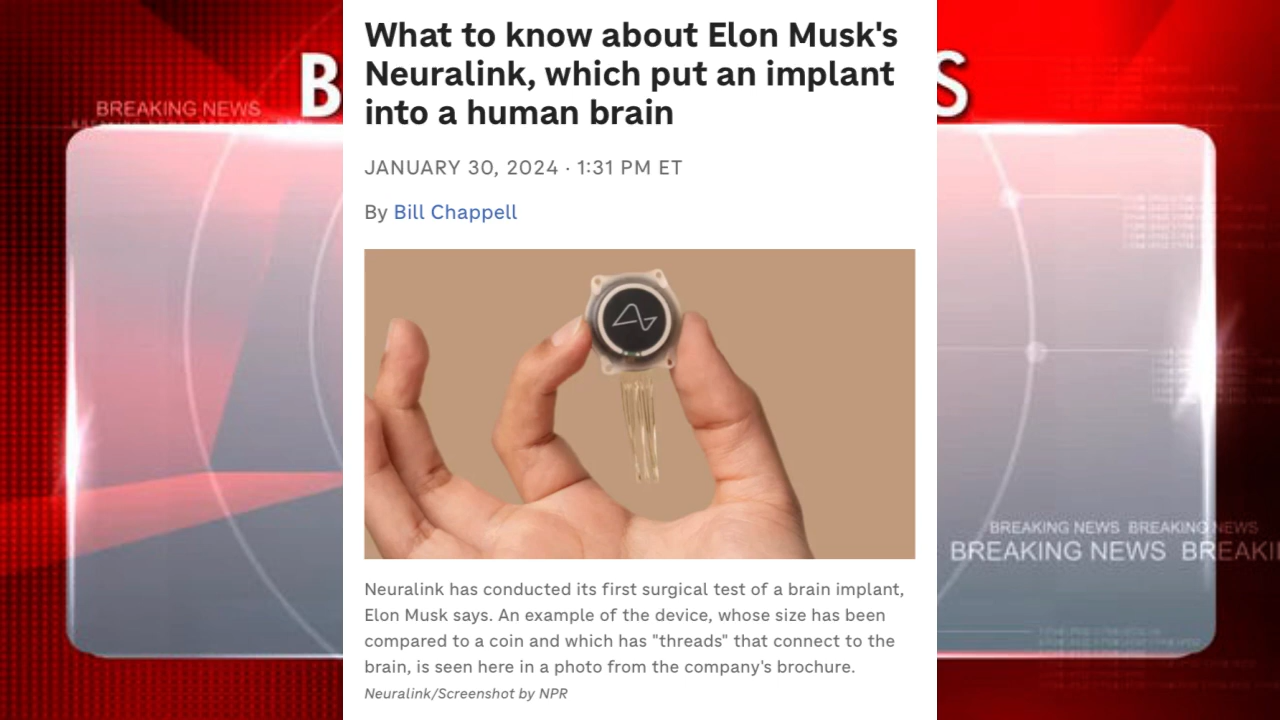 What to know about Elon Musk's
Neuralink, which put an implant
into a human brain
JANUARY 30, 2024 · 1:31 PM ET
By Bill Chappell
Neuralink has conducted its first surgical test of a brain implant,
Elon Musk says. An example of the device, whose size has been
compared to a coin and which has "threads" that connect to the
brain, is seen here in a photo from the company's brochure.
Neuralink/Screenshot by NPR
BREAKING NEWS
B
S
BREAKING NEWS BREAKING NEWS
BREAKING NEWS BREAKI